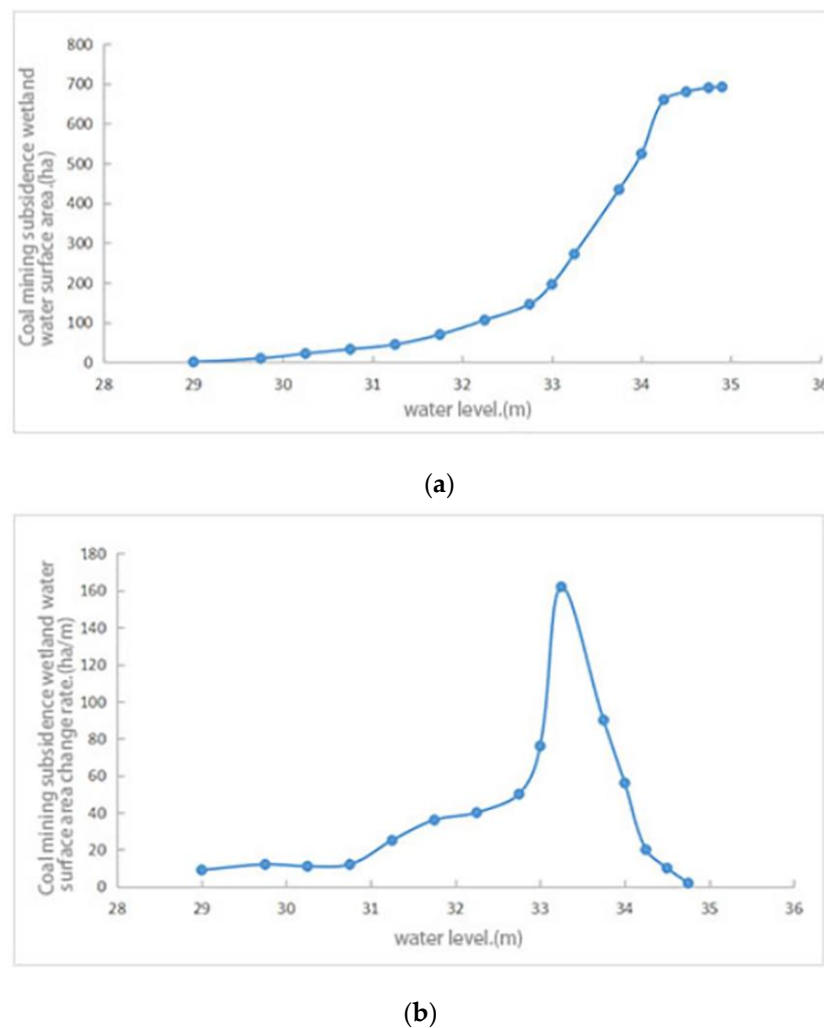 Coal mining subsidence wetland
water surface area.(ha)
800
700
600
500
400
300
200
100
0
28 29 30 31 32 33 34 35 36
water level.(m)
(a)
Coal mining subsidence wetland water
surface area change rate.(ha/m)
180
160
140
120
100
80
60
40
20
0
28 29 30 31 32 33 34 35 36
water level.(m)
(b)